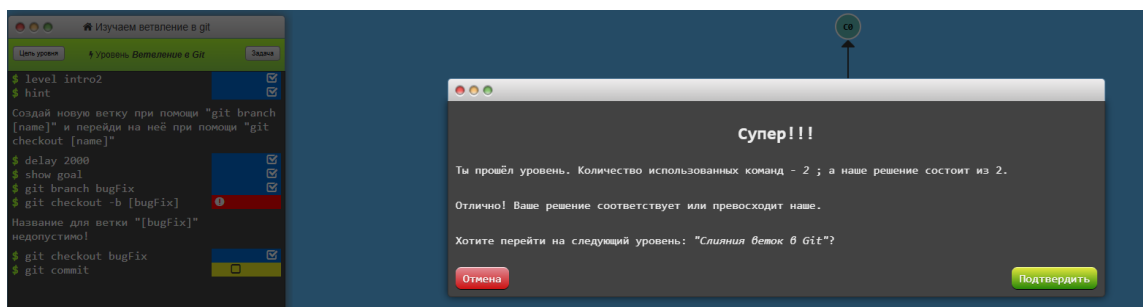 Изучаем ветвление в git
Цель уровня
Уровень Ветвление в Git
Задача
$ level intro2
$ hint
Создай новую ветку при помощи "git branch
[name]" и перейди на неё при помощи "git
checkout [name]"
$ delay 2000
$ show goal
$ git branch bugFix
$ git checkout -b [bugFix]
Название для ветки "[bugFix]"
недопустимо!
$ git checkout bugFix
$ git commit
C0
Супер!!!
Ты прошёл уровень. Количество использованных команд - 2 ; а наше решение состоит из 2.
Отлично! Ваше решение соответствует или превосходит наше.
Хотите перейти на следующий уровень: "Слияния веток в Git"?
Отмена
Подтвердить